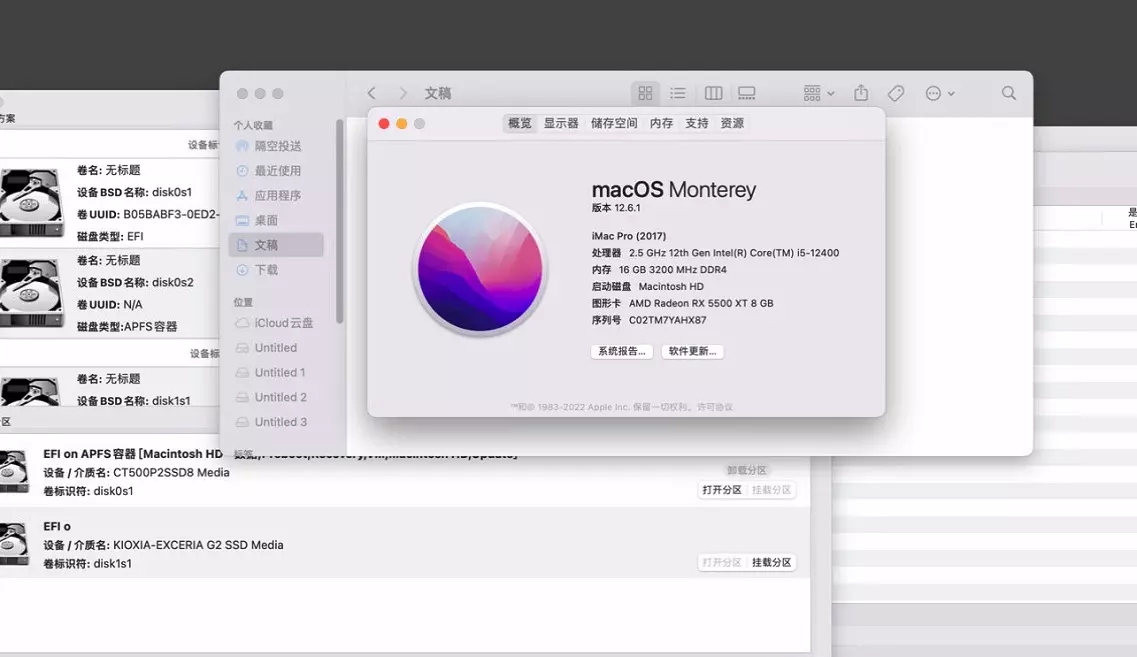 文稿
个人收藏
隔空投送
最近使用
应用程序
桌面
文稿
下载
位置
iCloud云盘
Untitled
Untitled 1
Untitled 2
Untitled 3
概览 显示器 储存空间 内存 支持 资源
macOS Monterey
版本 12.6.1
iMac Pro (2017)
处理器 2.5 GHz 12th Gen Intel(R) Core(TM) i5-12400
内存 16 GB 3200 MHz DDR4
启动磁盘 Macintosh HD
图形卡 AMD Radeon RX 5500 XT 8 GB
序列号 C02TM7YAHX87
系统报告... 软件更新...
™和© 1983-2022 Apple Inc. 保留一切权利。许可协议
方案
设备标
卷名: 无标题
设备BSD名称: disk0s1
卷UUID: B05BABF3-0ED2-
磁盘类型: EFI
卷名: 无标题
设备BSD名称: disk0s2
卷UUID: N/A
磁盘类型:APFS容器
设备标
卷名: 无标题
设备BSD名称: disk1s1
区
EFI on APFS容器 [Macintosh HD
设备 / 介质名: CT500P2SSD8 Media
卷标识符: disk0s1
卸载分区
打开分区 挂载分区
EFI o
设备 / 介质名: KIOXIA-EXCERIA G2 SSD Media
卷标识符: disk1s1
打开分区 挂载分区